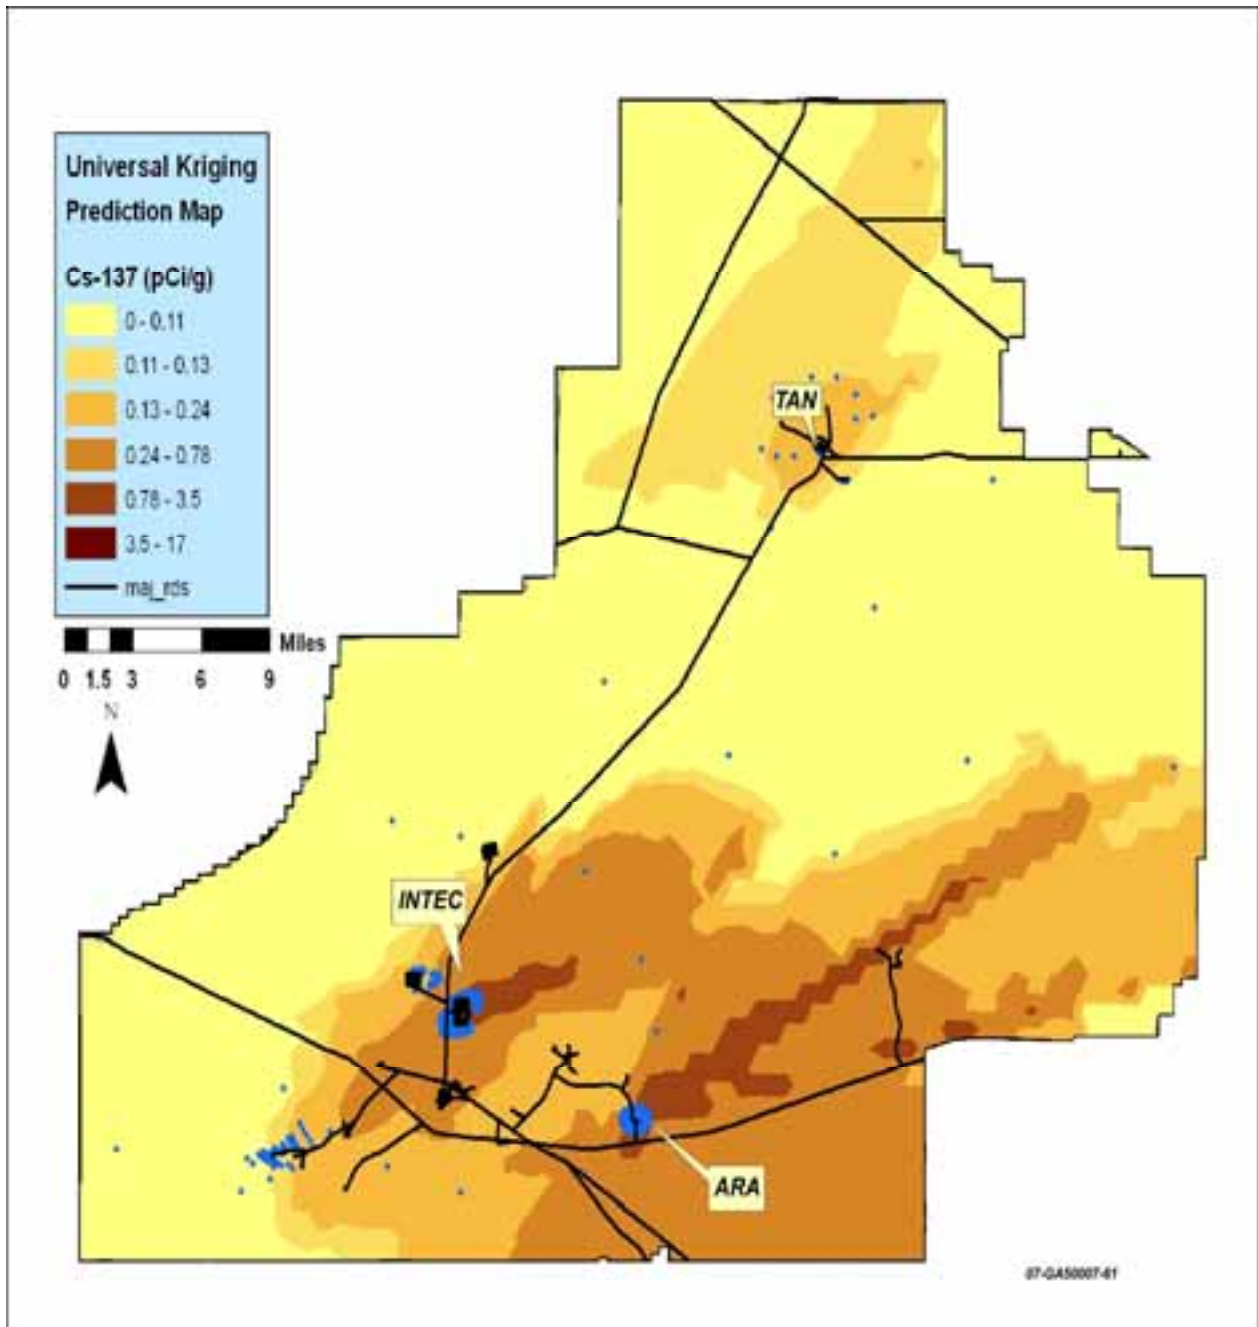 Universal Kriging
Prediction Map
Cs-137 (pCi/g)
0 - 0.11
0.11 - 0.13
0.13 - 0.24
0.24 - 0.78
0.78 - 3.5
3.5 - 17
maj_rds
Miles
0 1.5 3 6 9
N
TAN
INTEC
ARA
07-GA50007-61